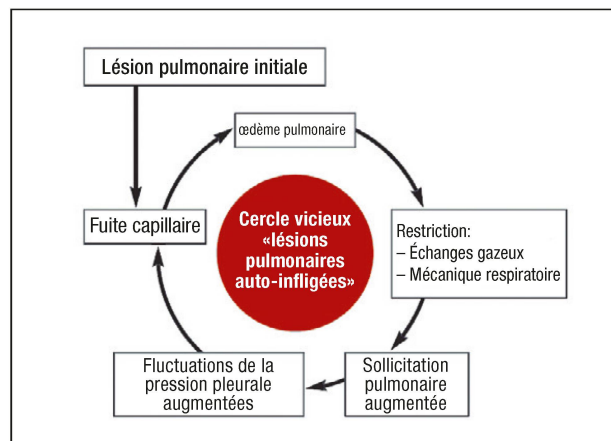 Lésion pulmonaire initiale
œdème pulmonaire
Fuite capillaire
Cercle vicieux
«lésions
pulmonaires
auto-infligées»
Restriction:
– Échanges gazeux
– Mécanique respiratoire
Fluctuations de la
pression pleurale
augmentées
Sollicitation
pulmonaire
augmentée